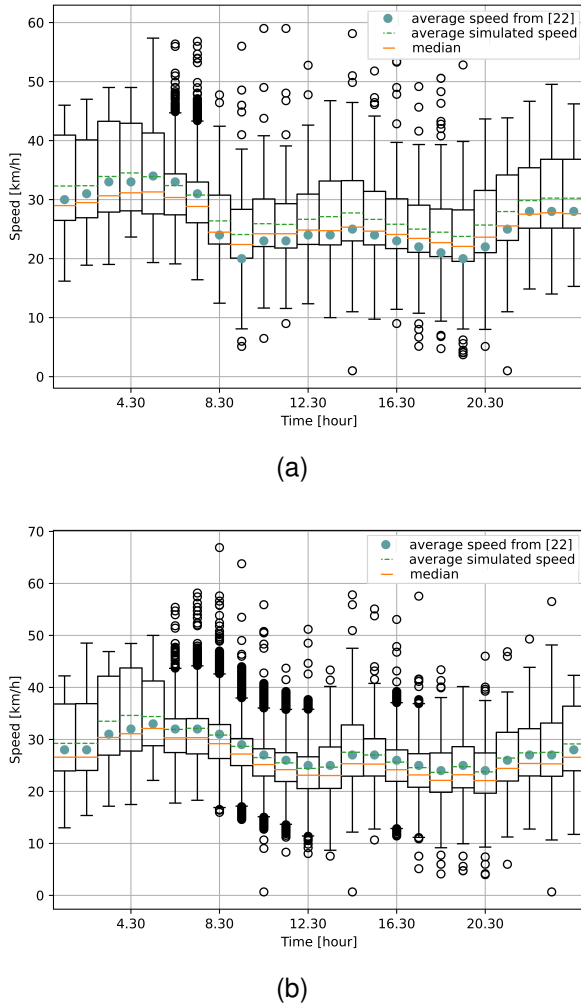 60
50
40
30
20
10
0
Speed [km/h]
average speed from [22]
average simulated speed
median
4.30
8.30
12.30
16.30
20.30
Time [hour]
(a)
70
60
50
40
30
20
10
0
Speed [km/h]
average speed from [22]
average simulated speed
median
4.30
8.30
12.30
16.30
20.30
Time [hour]
(b)